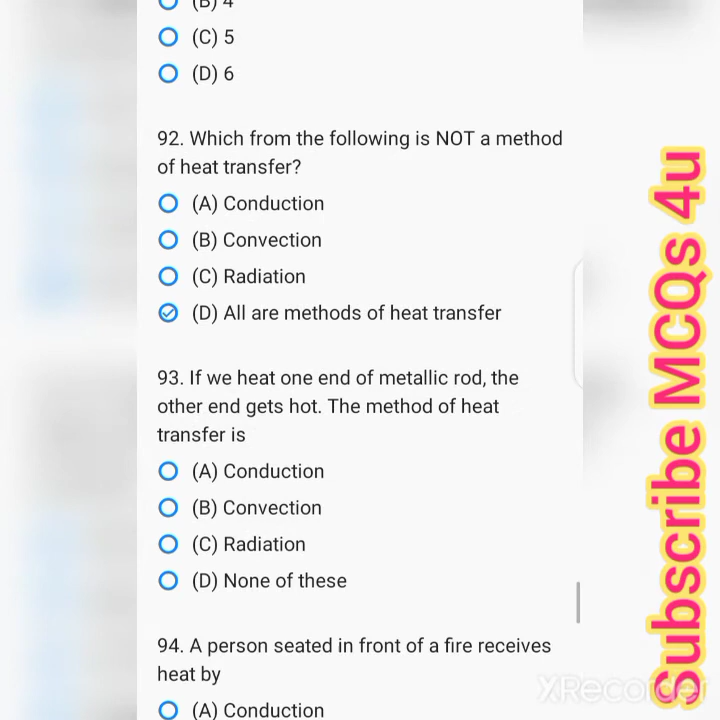 (B) 4
(C) 5
(D) 6
92. Which from the following is NOT a method
of heat transfer?
(A) Conduction
(B) Convection
(C) Radiation
(D) All are methods of heat transfer
93. If we heat one end of metallic rod, the
other end gets hot. The method of heat
transfer is
(A) Conduction
(B) Convection
(C) Radiation
(D) None of these
94. A person seated in front of a fire receives
heat by
(A) Conduction
Subscribe MCQs 4u
XRecorder